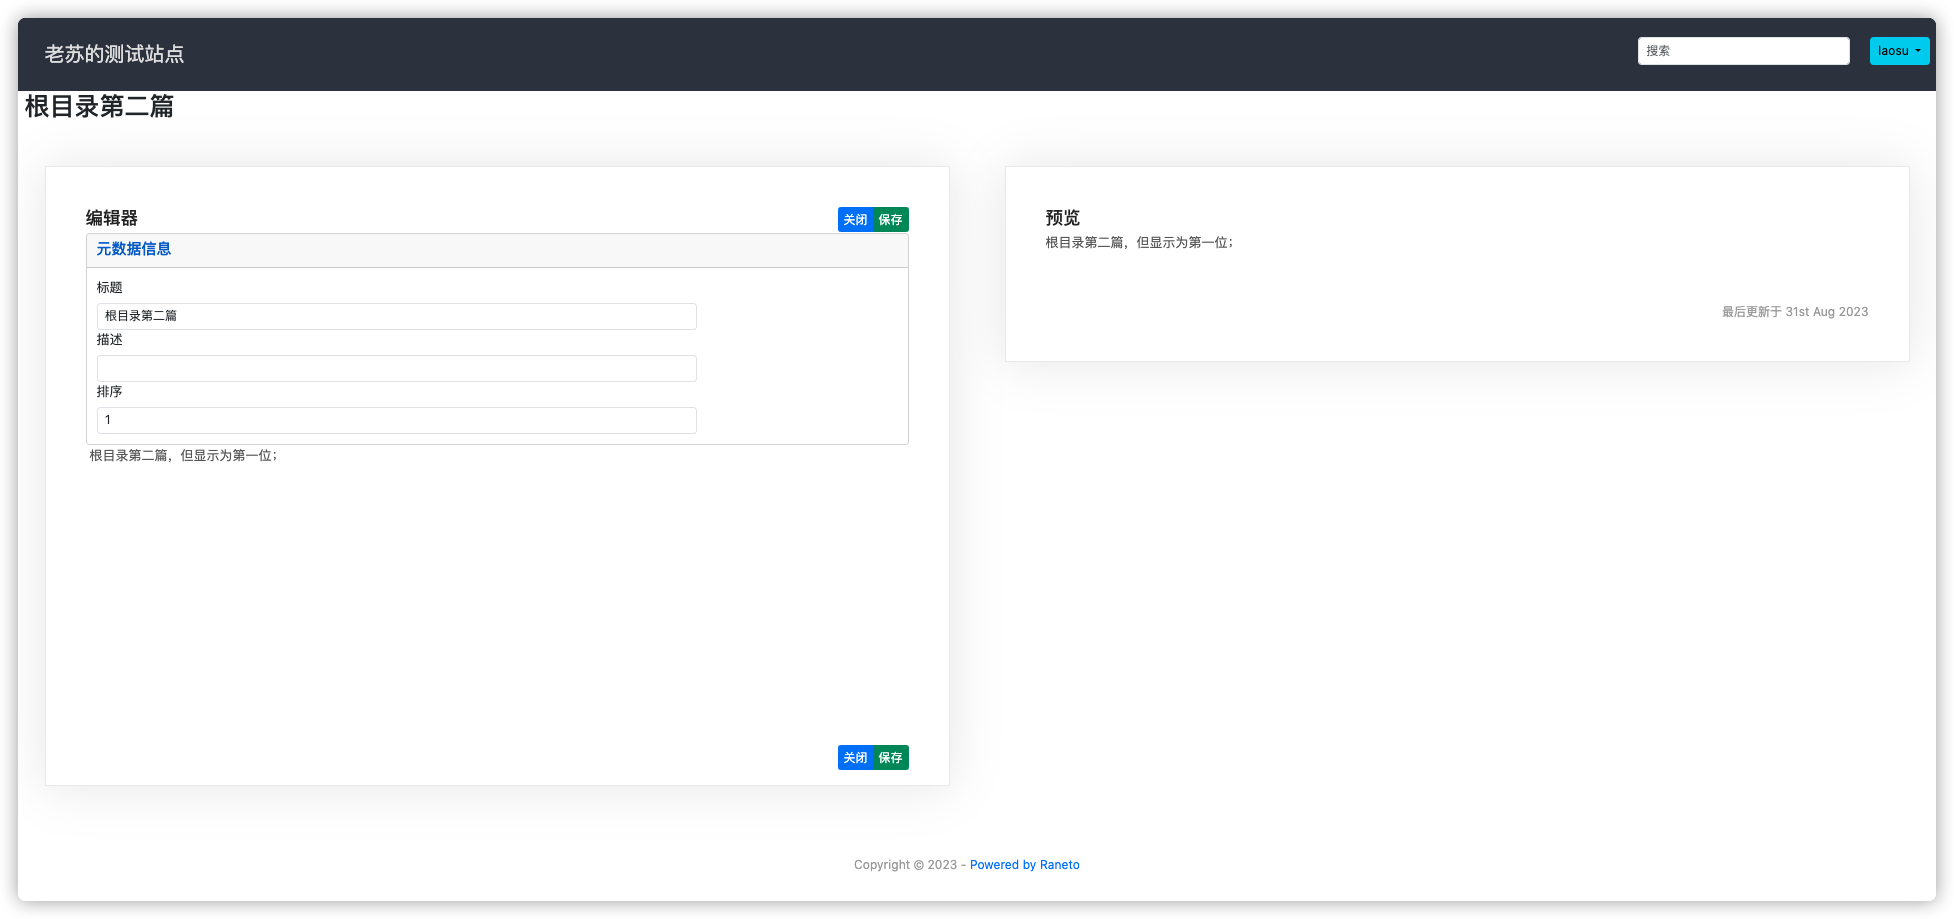 老苏的测试站点
搜索
laosu
根目录第二篇
编辑器
关闭 保存
元数据信息
标题
根目录第二篇
描述
排序
1
根目录第二篇，但显示为第一位；
关闭 保存
预览
根目录第二篇，但显示为第一位；
最后更新于 31st Aug 2023
Copyright © 2023 - Powered by Raneto